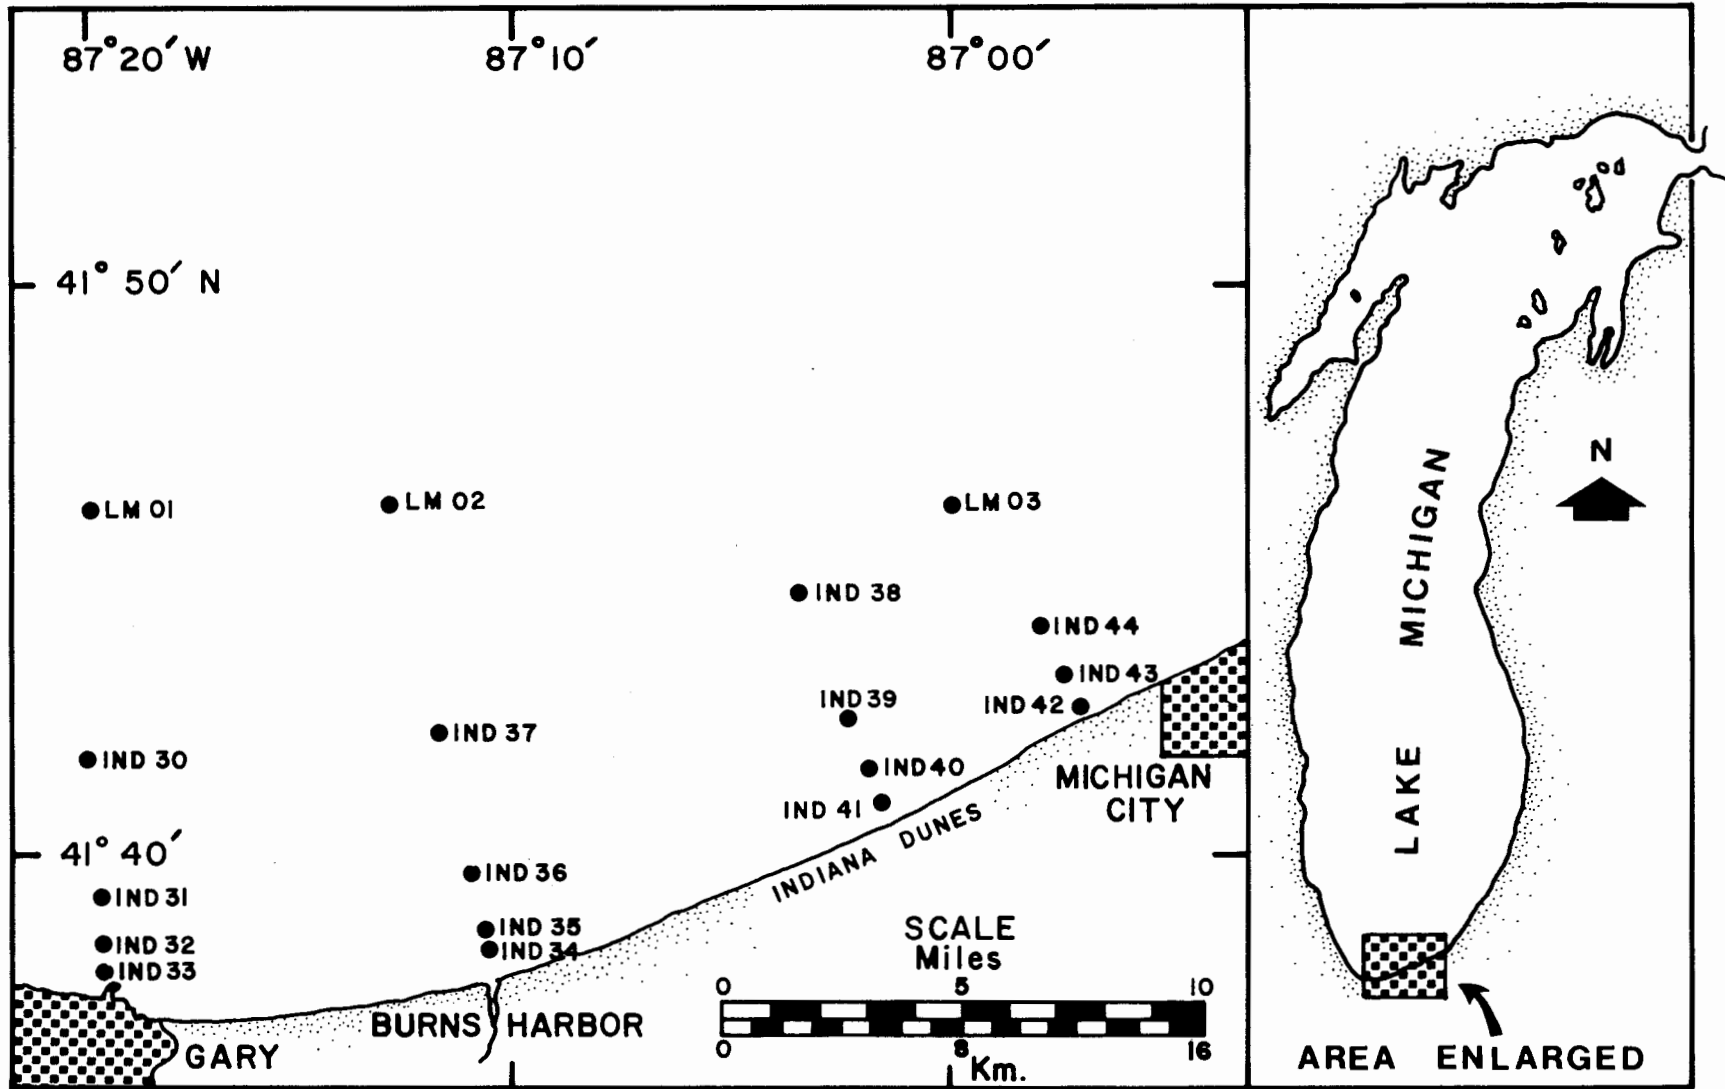 87°20′ W
87°10′
87°00′
41° 50′ N
LM 01
LM 02
LM 03
IND 38
IND 44
IND 43
IND 42
IND 39
IND 37
IND 30
IND 40
IND 41
MICHIGAN
CITY
INDIANA DUNES
41° 40′
IND 36
IND 31
IND 35
IND 34
IND 32
IND 33
SCALE
Miles
0 5 10
0 8 16
Km.
BURNS HARBOR
GARY
N
LAKE MICHIGAN
AREA ENLARGED